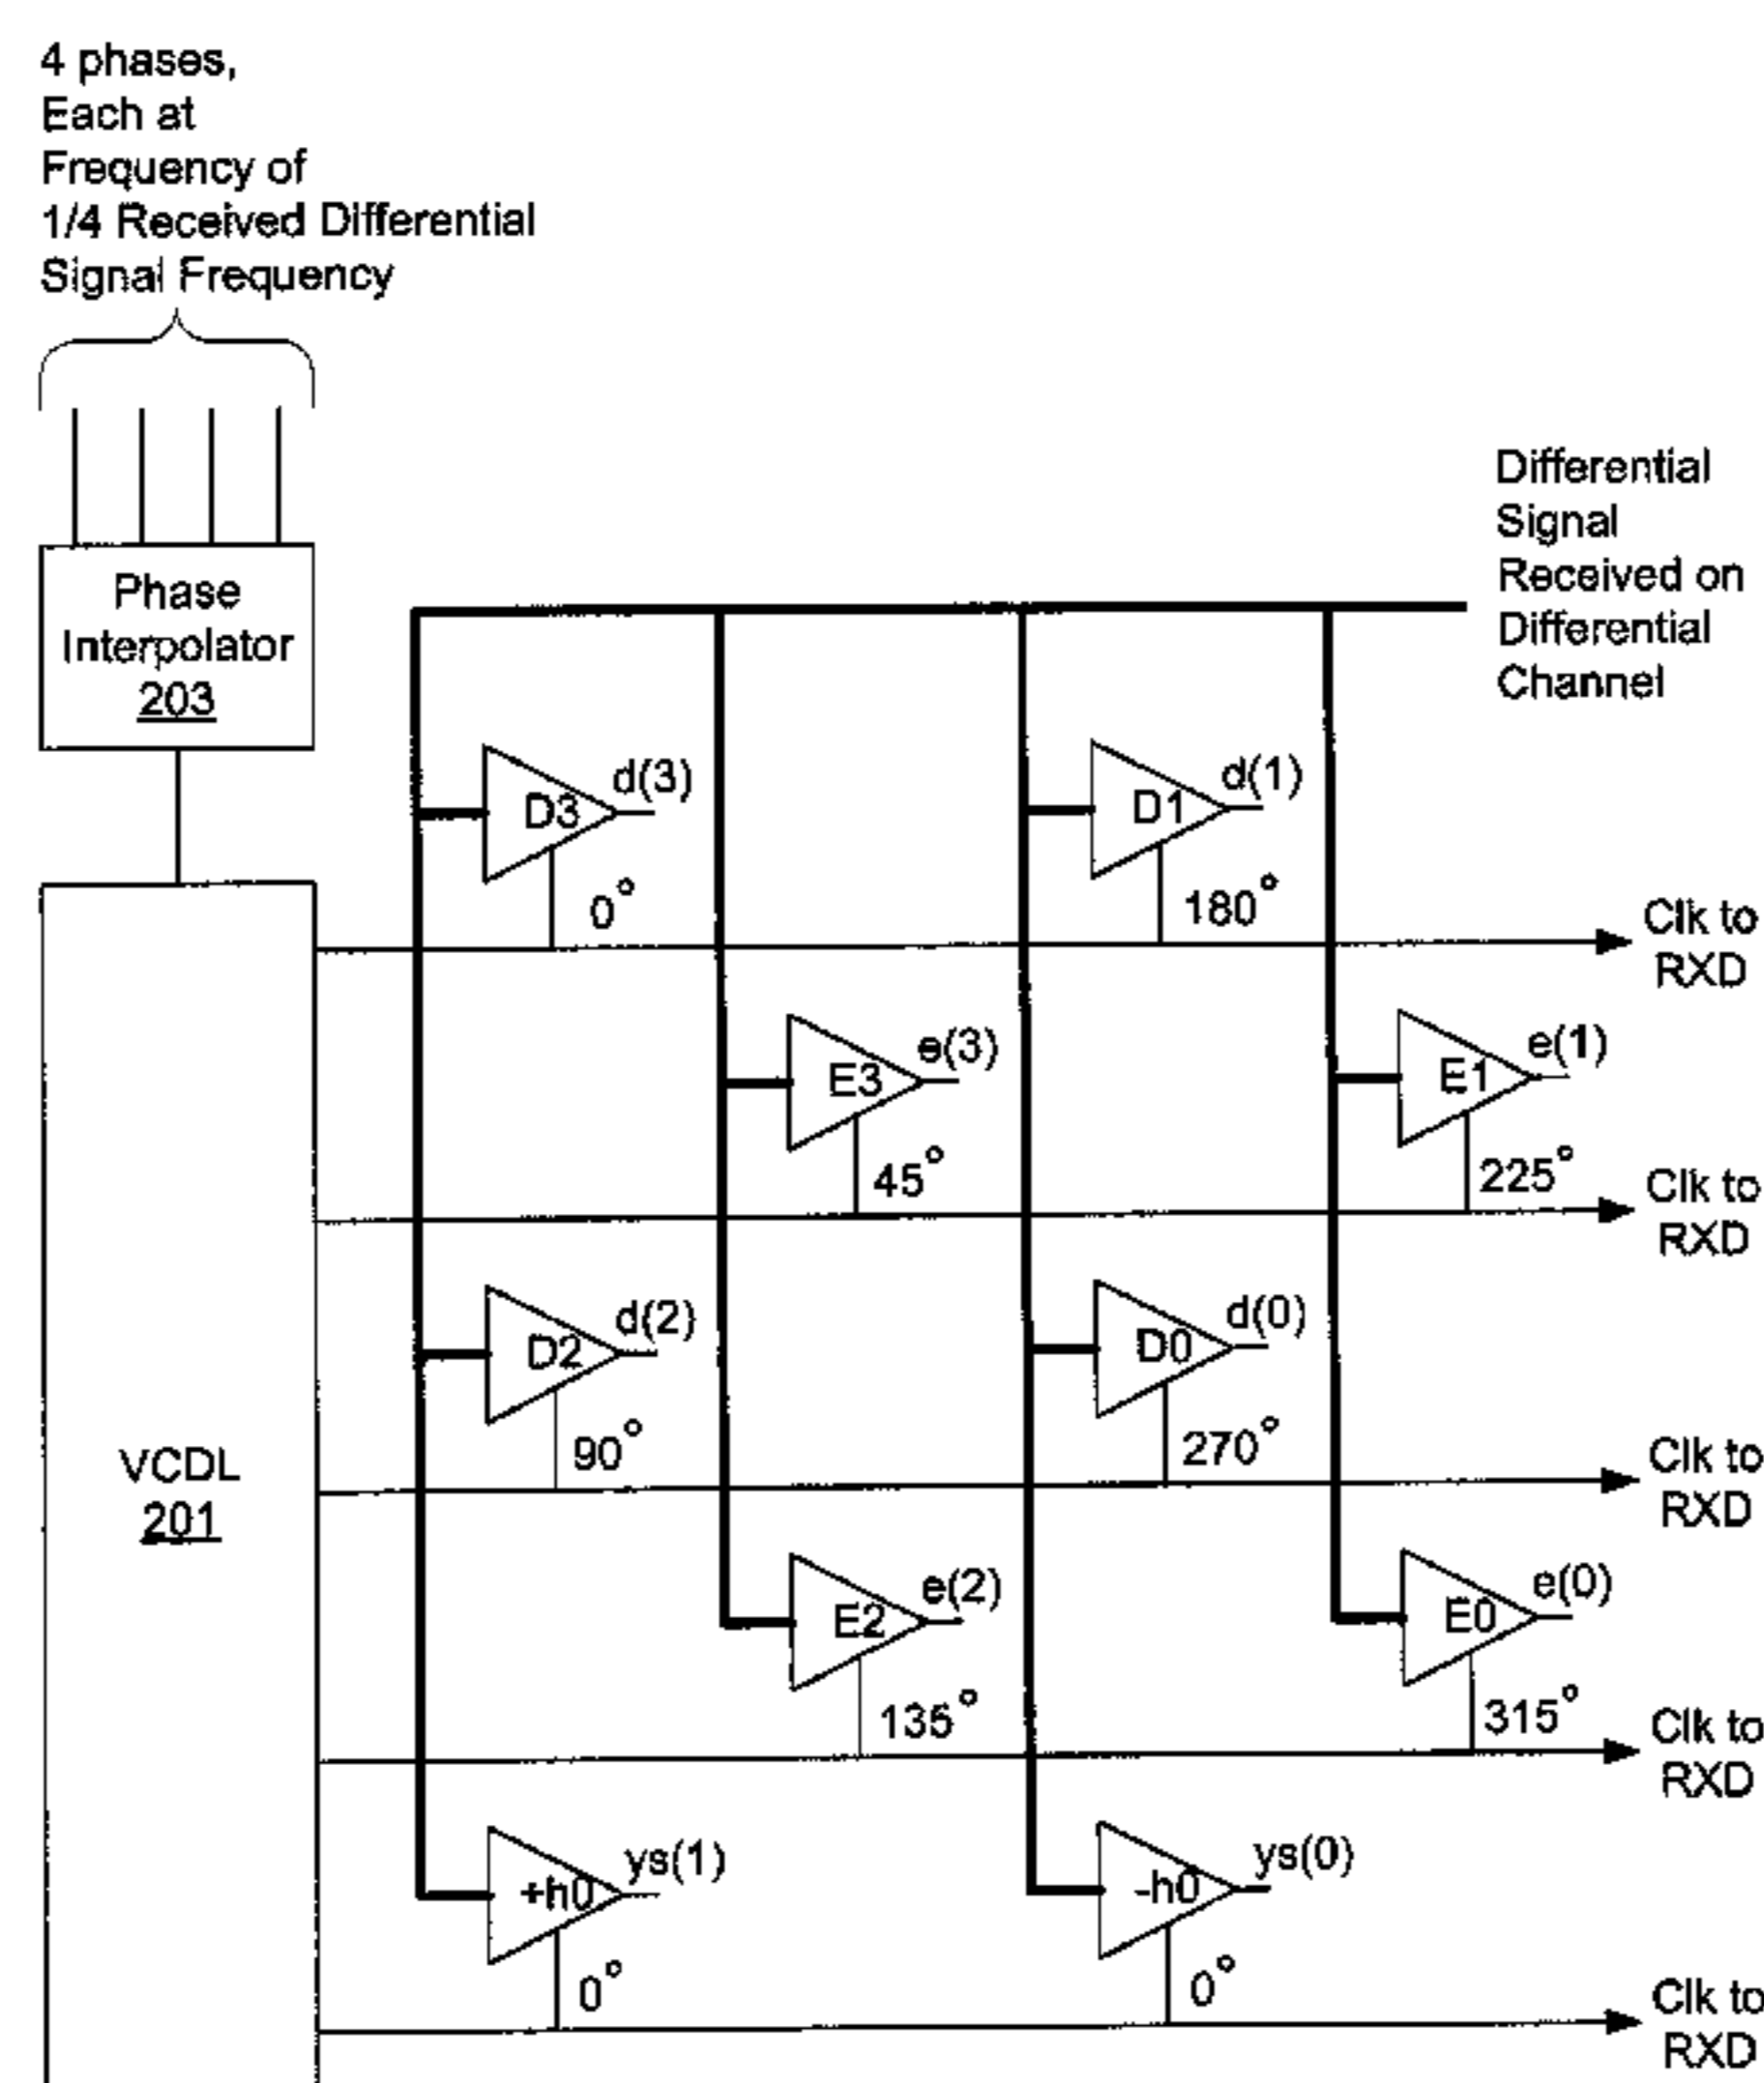 4 phases,
Each at
Frequency of
1/4 Received Differential
Signal Frequency
Differential
Signal
Received on
Differential
Channel
Phase
Interpolator
203
d(3)
D3
0°
d(1)
D1
180°
Clk to
RXD
e(3)
E3
45°
e(1)
E1
225°
Clk to
RXD
d(2)
D2
90°
d(0)
D0
270°
Clk to
RXD
VCDL
201
e(2)
E2
135°
e(0)
E0
315°
Clk to
RXD
ys(1)
+h0
0°
ys(0)
-h0
0°
Clk to
RXD